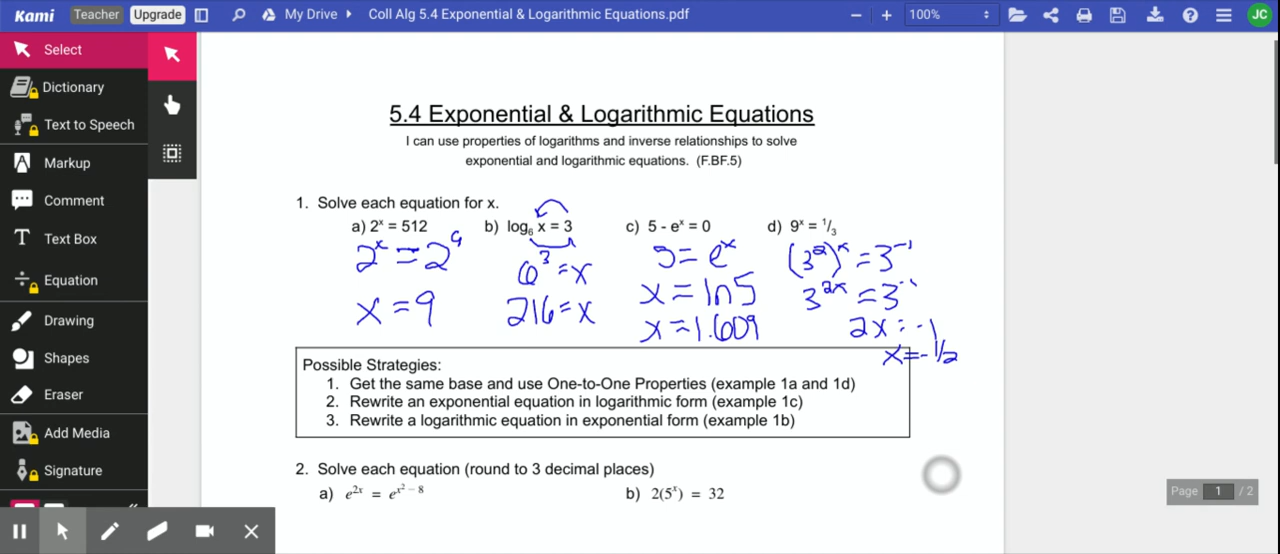 Kami Teacher Upgrade My Drive Coll Alg 5.4 Exponential & Logarithmic Equations.pdf 100% JC
Select
Dictionary
Text to Speech
Markup
Comment
Text Box
Equation
Drawing
Shapes
Eraser
Add Media
Signature
5.4 Exponential & Logarithmic Equations
I can use properties of logarithms and inverse relationships to solve
exponential and logarithmic equations. (F.BF.5)
1. Solve each equation for x.
a) 2ˣ = 512 b) log₆ x = 3 c) 5 - eˣ = 0 d) 9ˣ = ¹/₃
2ˣ = 2⁹ 6³ = x 5 = eˣ (3²)ˣ = 3⁻¹
x = 9 216 = x x = ln 5 3²ˣ = 3⁻¹
x = 1.609 2x = -1
x = -1/2
Possible Strategies:
1. Get the same base and use One-to-One Properties (example 1a and 1d)
2. Rewrite an exponential equation in logarithmic form (example 1c)
3. Rewrite a logarithmic equation in exponential form (example 1b)
2. Solve each equation (round to 3 decimal places)
a) e^{2x} = e^{x² - 8} b) 2(5ˣ) = 32
Page 1 / 2